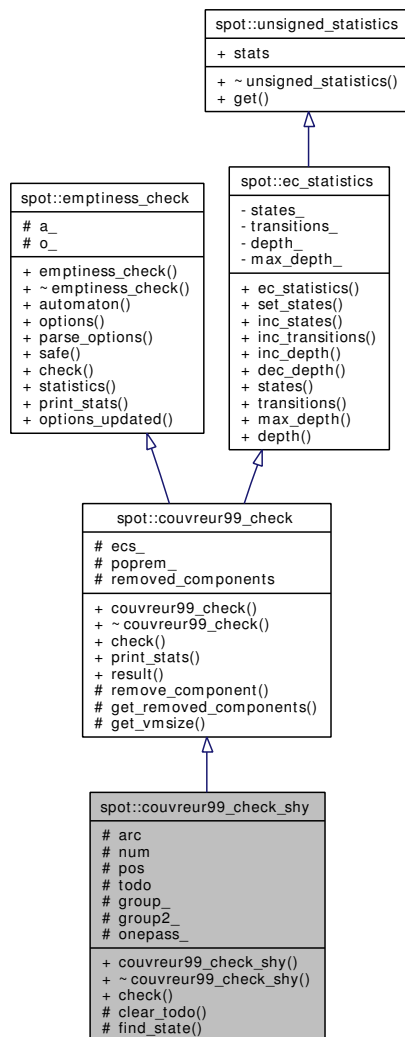 spot::unsigned_statistics
+ stats
+ ~ unsigned_statistics()
+ get()
spot::emptiness_check
# a_
# o_
+ emptiness_check()
+ ~ emptiness_check()
+ automaton()
+ options()
+ parse_options()
+ safe()
+ check()
+ statistics()
+ print_stats()
+ options_updated()
spot::ec_statistics
- states_
- transitions_
- depth_
- max_depth_
+ ec_statistics()
+ set_states()
+ inc_states()
+ inc_transitions()
+ inc_depth()
+ dec_depth()
+ states()
+ transitions()
+ max_depth()
+ depth()
spot::couvreur99_check
# ecs_
# poprem_
# removed_components
+ couvreur99_check()
+ ~ couvreur99_check()
+ check()
+ print_stats()
+ result()
# remove_component()
# get_removed_components()
# get_vmsize()
spot::couvreur99_check_shy
# arc
# num
# pos
# todo
# group_
# group2_
# onepass_
+ couvreur99_check_shy()
+ ~ couvreur99_check_shy()
+ check()
# clear_todo()
# find_state()